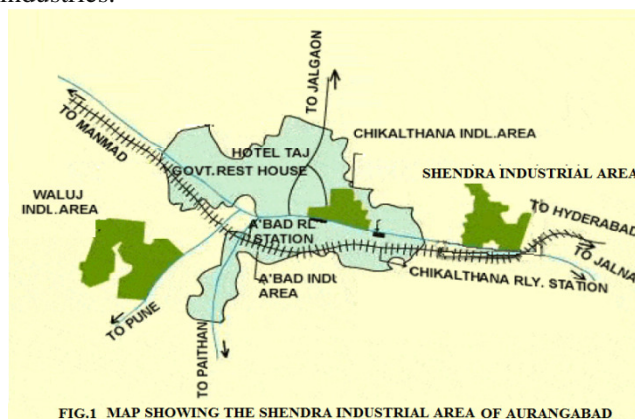 industries.
TO JALGAON
TO MANMAD
HOTEL TAJ
GOVT.REST HOUSE
CHIKALTHANA INDL.AREA
SHENDRA INDUSTRIAL AREA
WALUJ
INDL.AREA
A'BAD RL
STATION
TO HYDERABAD
TO JALNA
CHIKALTHANA RLY. STATION
A'BAD INDL
AREA
TO PUNE
TO PAITHAN
FIG.1 MAP SHOWING THE SHENDRA INDUSTRIAL AREA OF AURANGABAD